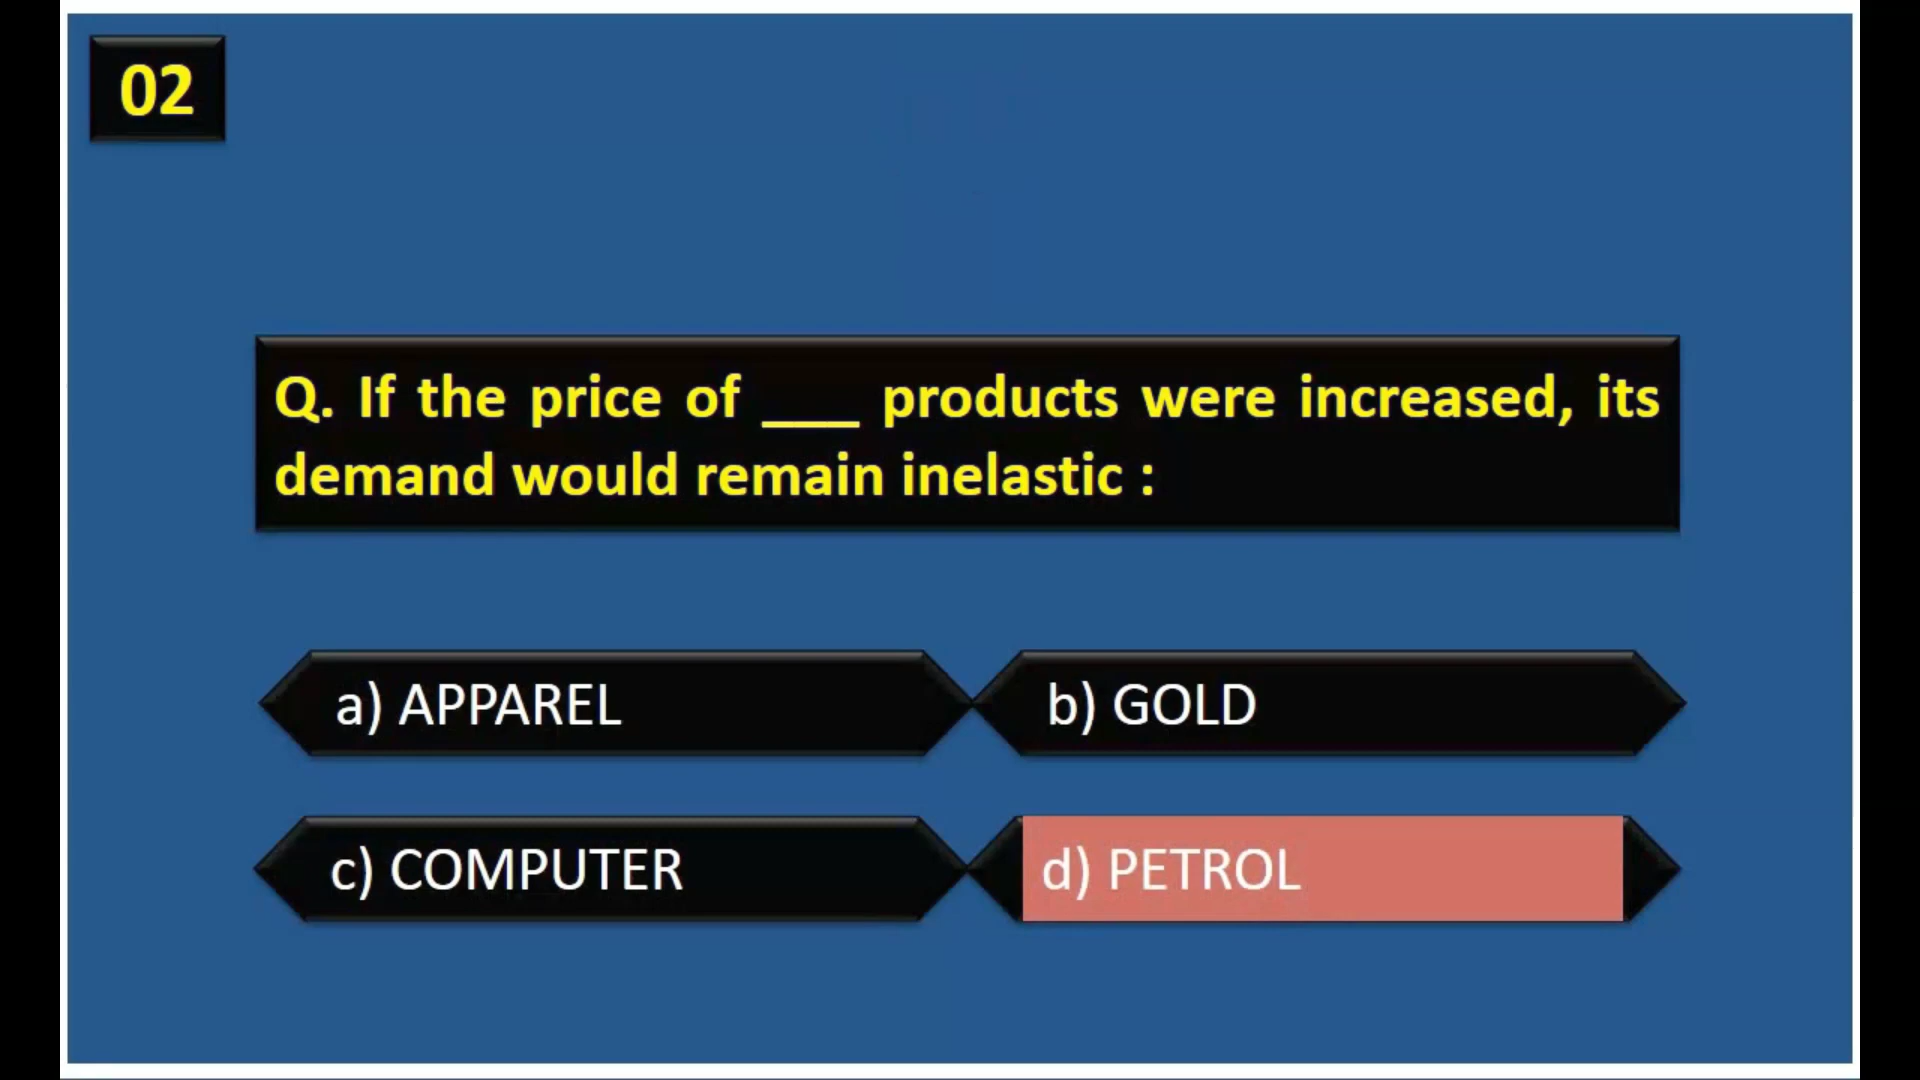 02
Q. If the price of ___ products were increased, its
demand would remain inelastic :
a) APPAREL
b) GOLD
c) COMPUTER
d) PETROL